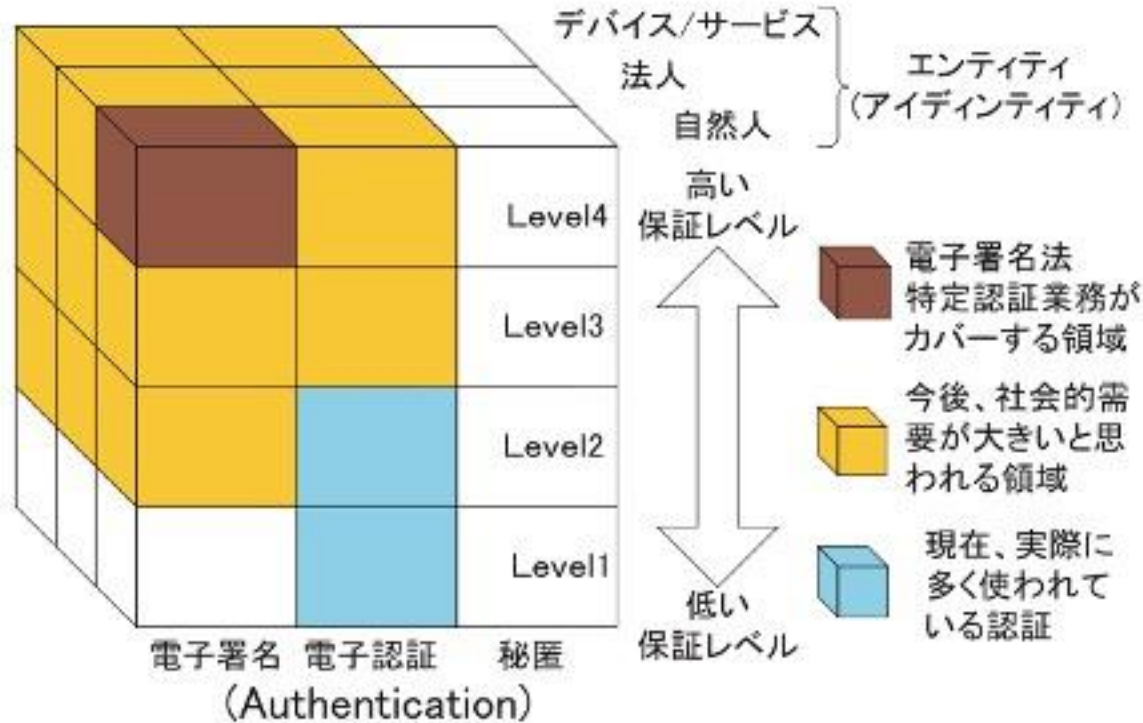 デバイス/サービス
法人
自然人
エンティティ
(アイディンティティ)
高い
保証レベル
Level4
Level3
Level2
Level1
低い
保証レベル
電子署名法
特定認証業務が
カバーする領域
今後、社会的需
要が大きいと思
われる領域
現在、実際に
多く使われて
いる認証
電子署名 電子認証 秘匿
(Authentication)